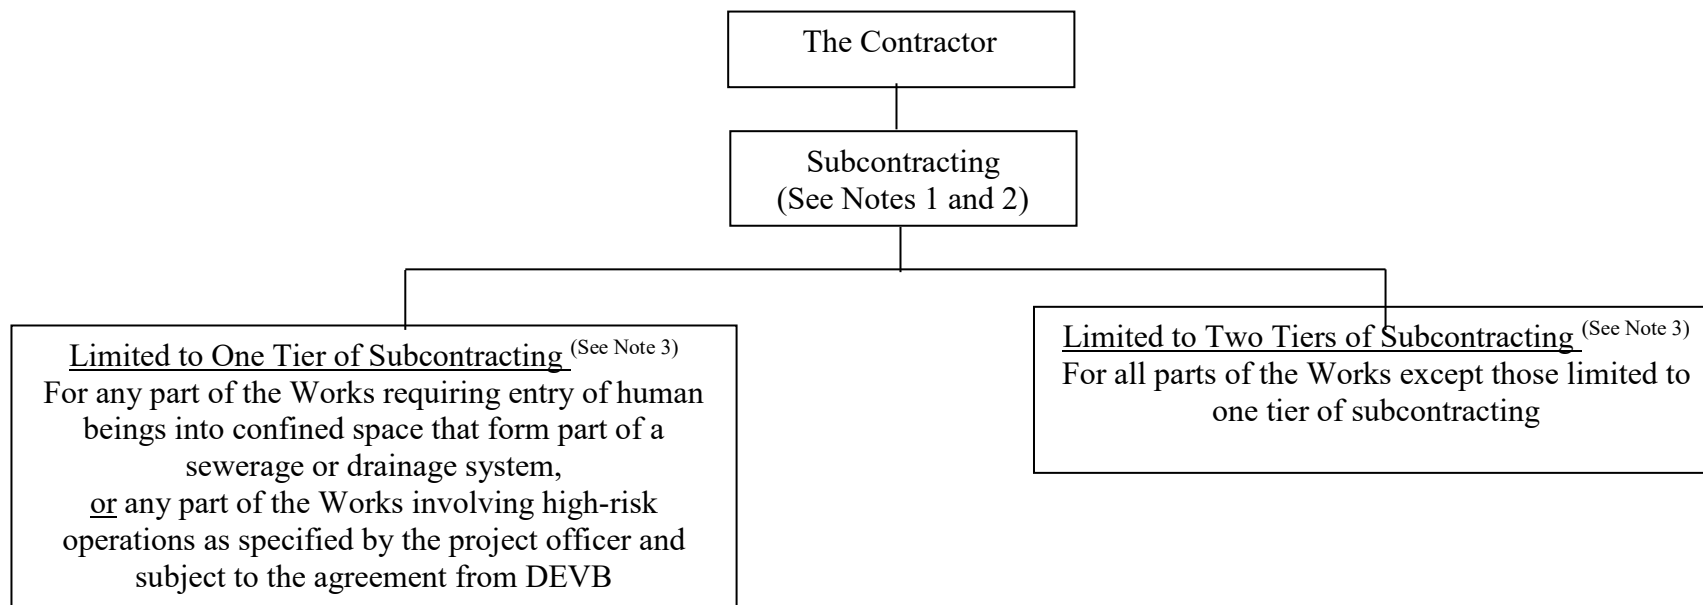 The Contractor
Subcontracting
(See Notes 1 and 2)
Limited to One Tier of Subcontracting (See Note 3)
For any part of the Works requiring entry of human
beings into confined space that form part of a
sewerage or drainage system,
or any part of the Works involving high-risk
operations as specified by the project officer and
subject to the agreement from DEVB
Limited to Two Tiers of Subcontracting (See Note 3)
For all parts of the Works except those limited to
one tier of subcontracting